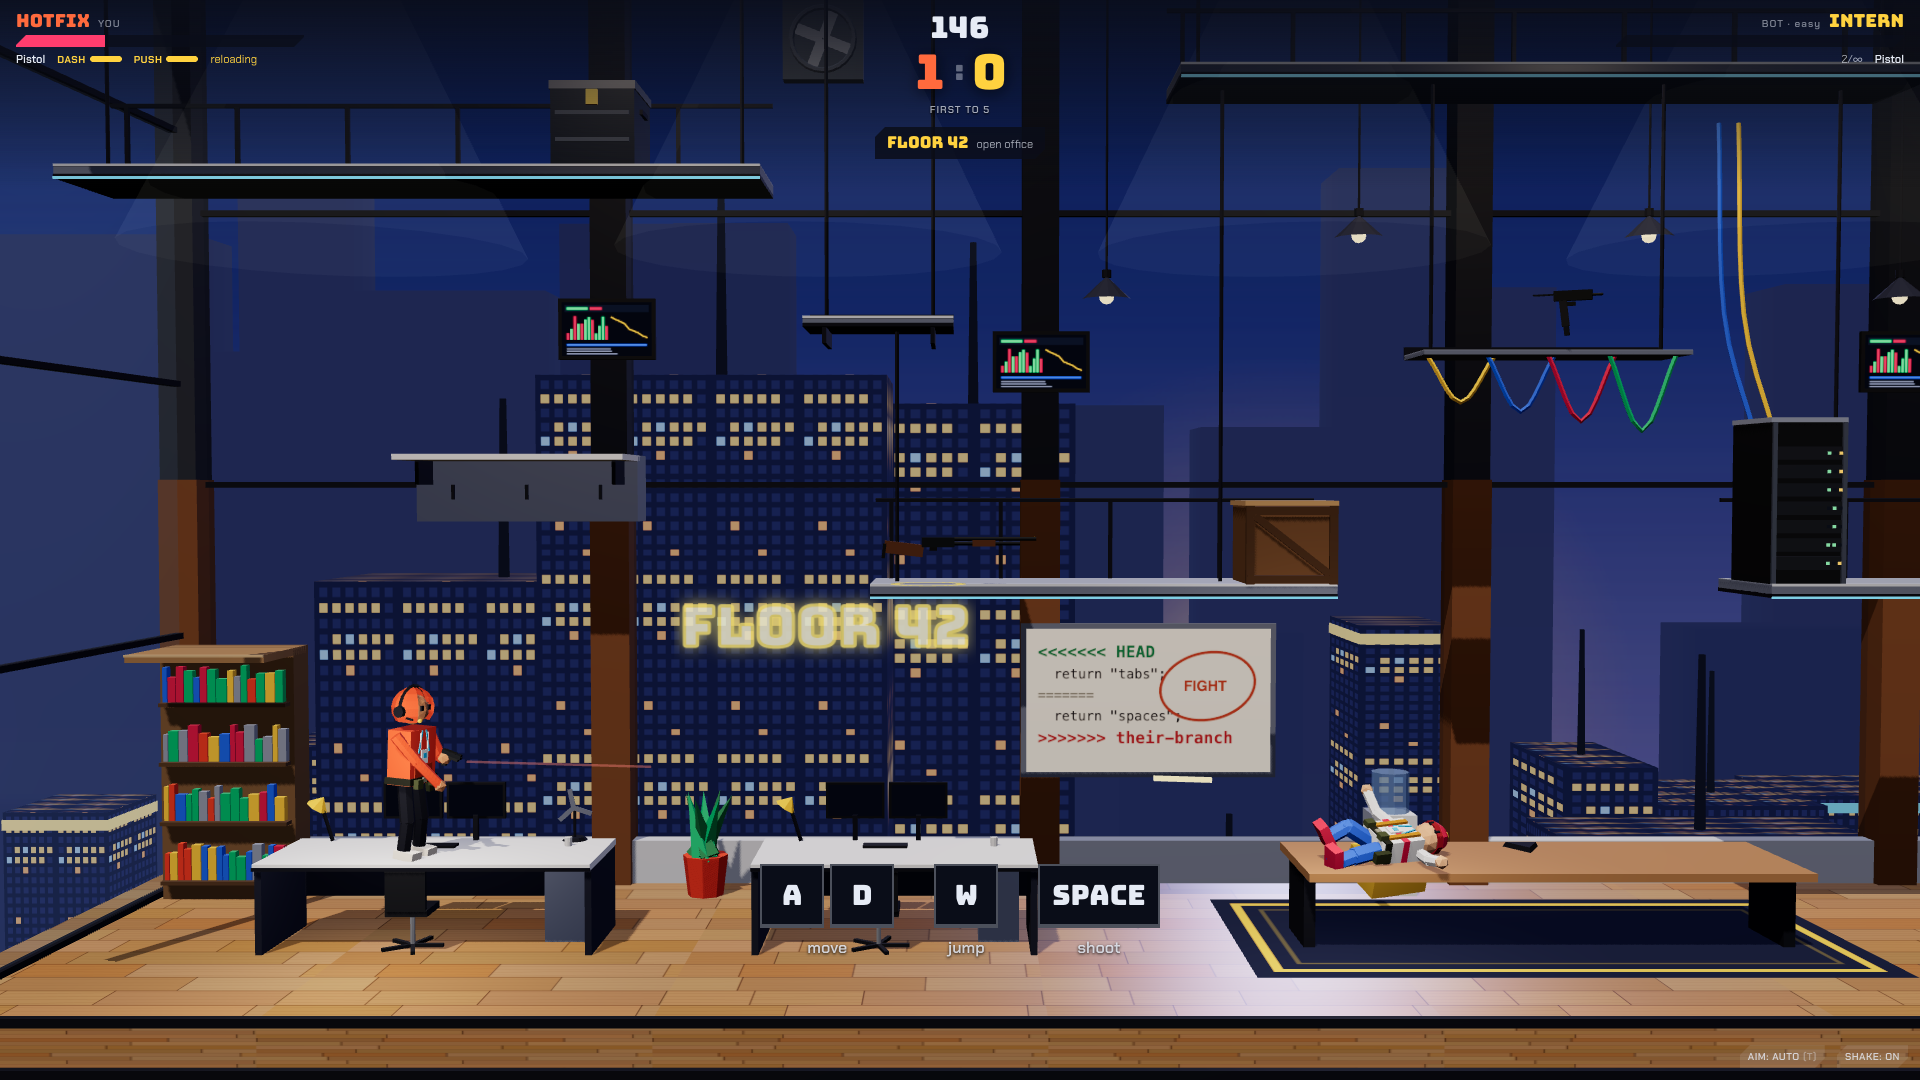 HOTFIX YOU
Pistol DASH PUSH reloading
146
1:0
FIRST TO 5
FLOOR 42 open office
BOT · easy INTERN
2/∞ Pistol
FLOOR 42
<<<<<<< HEAD
return "tabs";
=======
return "spaces";
>>>>>>> their-branch
FIGHT
A D W SPACE
move jump shoot
AIM: AUTO (T) SHAKE: ON